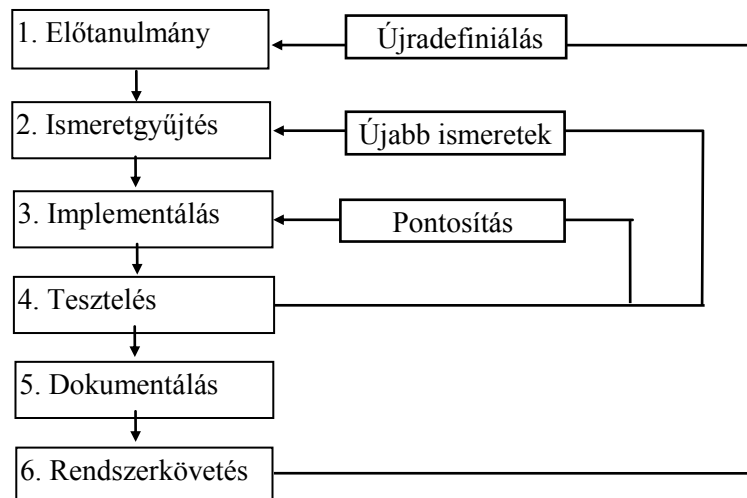 1. Előtanulmány
Újradefiniálás
2. Ismeretgyűjtés
Újabb ismeretek
3. Implementálás
Pontosítás
4. Tesztelés
5. Dokumentálás
6. Rendszerkövetés